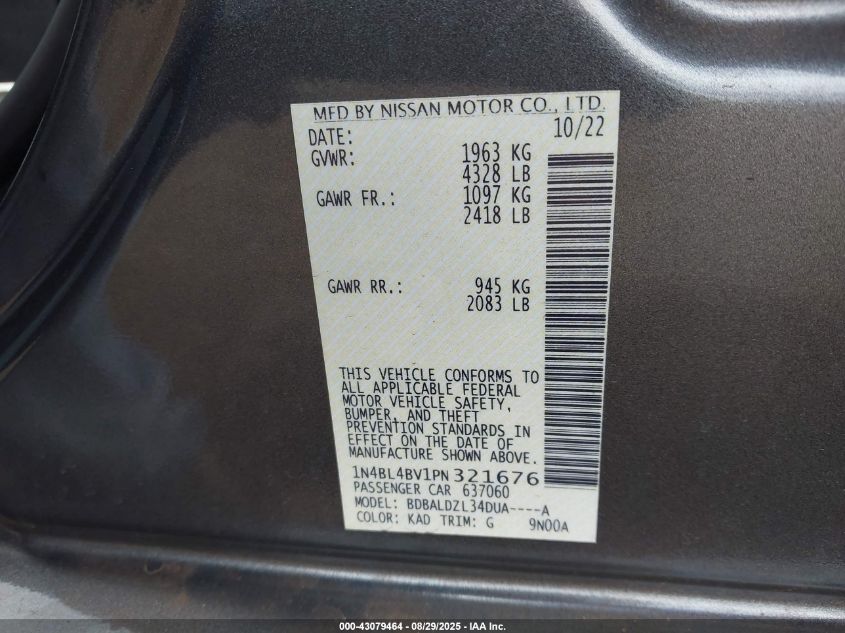 MFD BY NISSAN MOTOR CO., LTD.
DATE: 10/22
GVWR: 1963 KG
4328 LB
GAWR FR.: 1097 KG
2418 LB
GAWR RR.: 945 KG
2083 LB
THIS VEHICLE CONFORMS TO
ALL APPLICABLE FEDERAL
MOTOR VEHICLE SAFETY,
BUMPER, AND THEFT
PREVENTION STANDARDS IN
EFFECT ON THE DATE OF
MANUFACTURE SHOWN ABOVE.
1N4BL4BV1PN321676
PASSENGER CAR 637060
MODEL: BDBALDZL34DUA----A
COLOR: KAD TRIM: G 9N00A
000-43079464 - 08/29/2025 - IAA Inc.